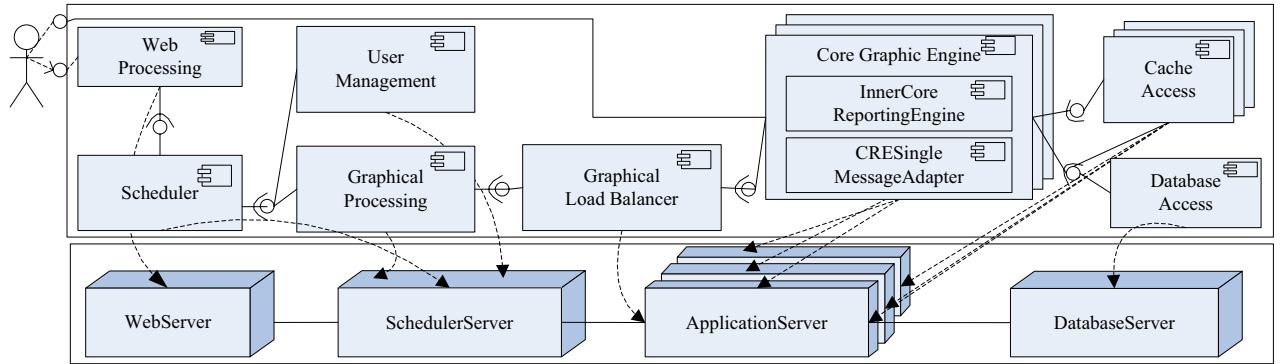 Web
Processing
User
Management
Core Graphic Engine
InnerCore
ReportingEngine
CRESingle
MessageAdapter
Cache
Access
Scheduler
Graphical
Processing
Graphical
Load Balancer
Database
Access
WebServer
SchedulerServer
ApplicationServer
DatabaseServer